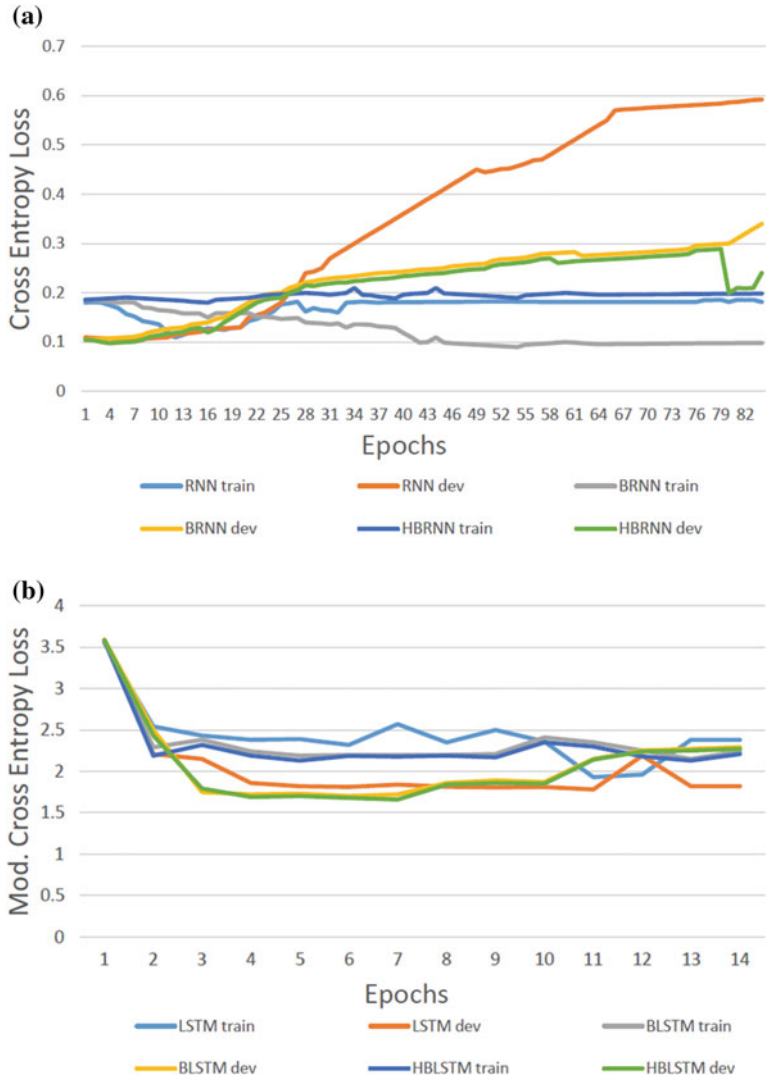 (a)
0.7
0.6
0.5
0.4
0.3
0.2
0.1
0
Cross Entropy Loss
1 4 7 10 13 16 19 22 25 28 31 34 37 40 43 46 49 52 55 58 61 64 67 70 73 76 79 82
Epochs
RNN train RNN dev BRNN train
BRNN dev HBRNN train HBRNN dev
(b)
4
3.5
3
2.5
2
1.5
1
0.5
0
Mod. Cross Entropy Loss
1 2 3 4 5 6 7 8 9 10 11 12 13 14
Epochs
LSTM train LSTM dev BLSTM train
BLSTM dev HBLSTM train HBLSTM dev